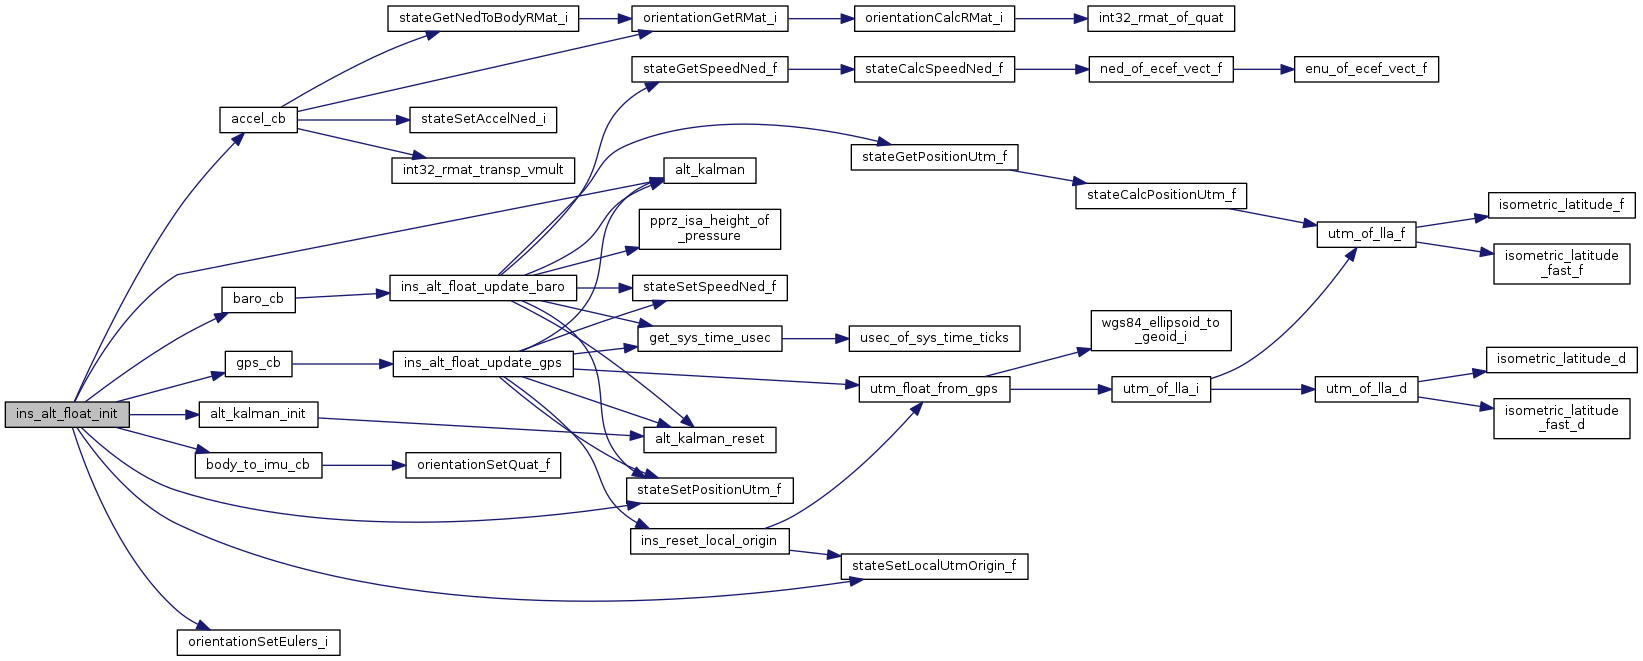 stateGetNedToBodyRMat_i
orientationGetRMat_i
orientationCalcRMat_i
int32_rmat_of_quat
stateGetSpeedNed_f
stateCalcSpeedNed_f
ned_of_ecef_vect_f
enu_of_ecef_vect_f
accel_cb
stateSetAccelNed_i
int32_rmat_transp_vmult
alt_kalman
stateGetPositionUtm_f
stateCalcPositionUtm_f
pprz_isa_height_of
_pressure
utm_of_lla_f
isometric_latitude_f
isometric_latitude
_fast_f
baro_cb
ins_alt_float_update_baro
stateSetSpeedNed_f
get_sys_time_usec
usec_of_sys_time_ticks
wgs84_ellipsoid_to
_geoid_i
gps_cb
ins_alt_float_update_gps
utm_float_from_gps
utm_of_lla_i
utm_of_lla_d
isometric_latitude_d
isometric_latitude
_fast_d
ins_alt_float_init
alt_kalman_init
alt_kalman_reset
body_to_imu_cb
orientationSetQuat_f
stateSetPositionUtm_f
ins_reset_local_origin
stateSetLocalUtmOrigin_f
orientationSetEulers_i